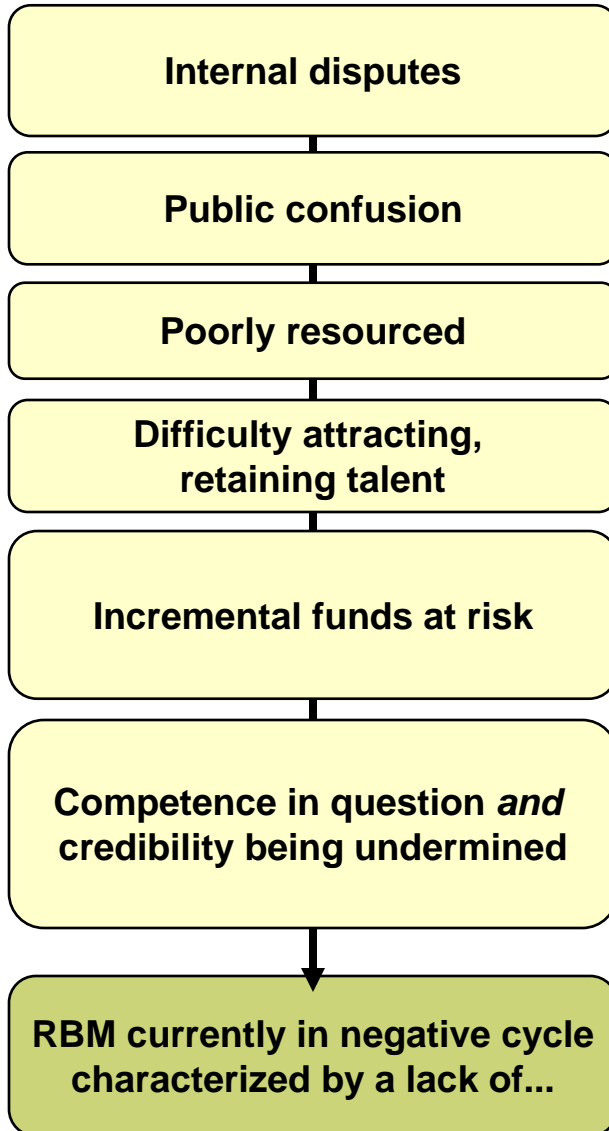 Internal disputes
Public confusion
Poorly resourced
Difficulty attracting,
retaining talent
Incremental funds at risk
Competence in question and
credibility being undermined
RBM currently in negative cycle
characterized by a lack of...